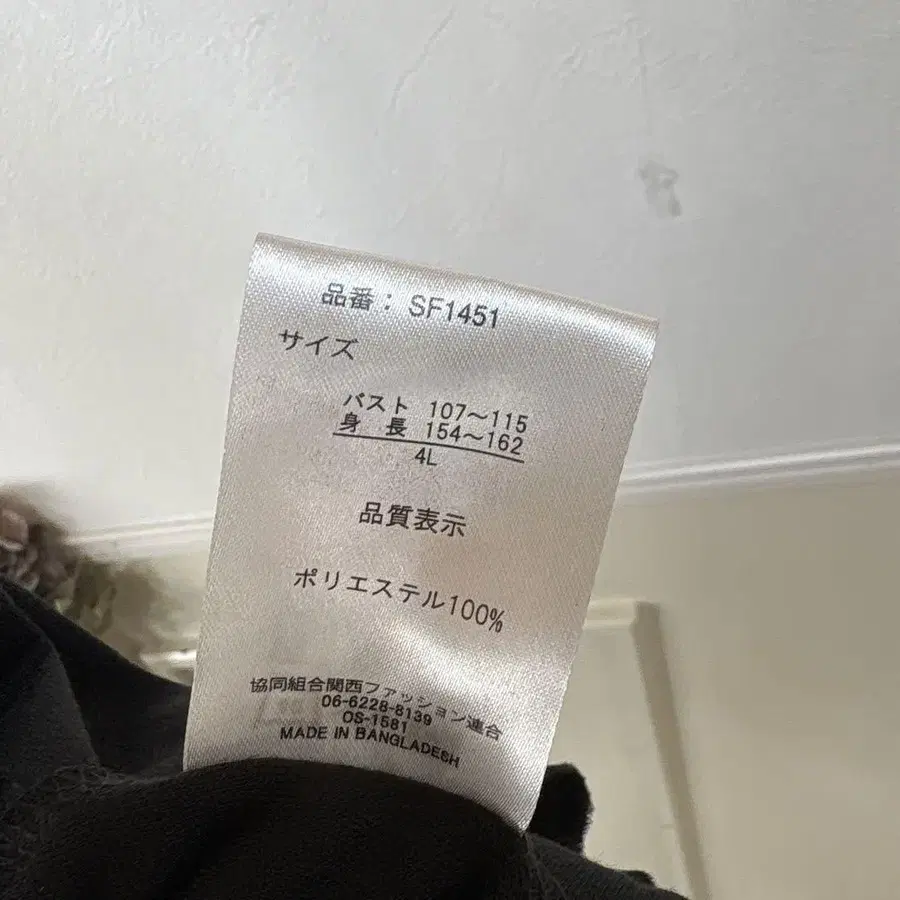 品番： SF1451
サイズ
バスト 107～115
身長 154～162
4L
品質表示
ポリエステル100%
協同組合関西ファッション連合
06-6228-8139
OS-1581
MADE IN BANGLADESH